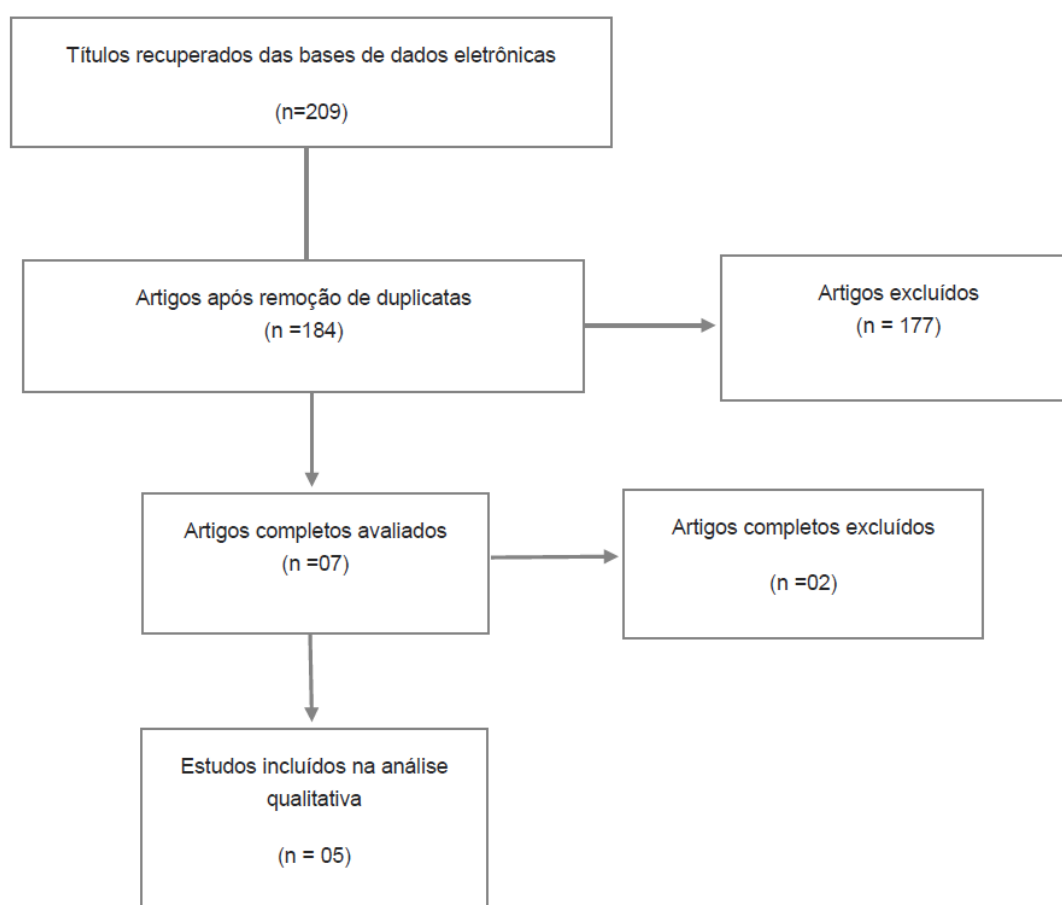 Títulos recuperados das bases de dados eletrônicas
(n=209)
Artigos após remoção de duplicatas
(n =184)
Artigos excluídos
(n = 177)
Artigos completos avaliados
(n =07)
Artigos completos excluídos
(n =02)
Estudos incluídos na análise
qualitativa
(n = 05)